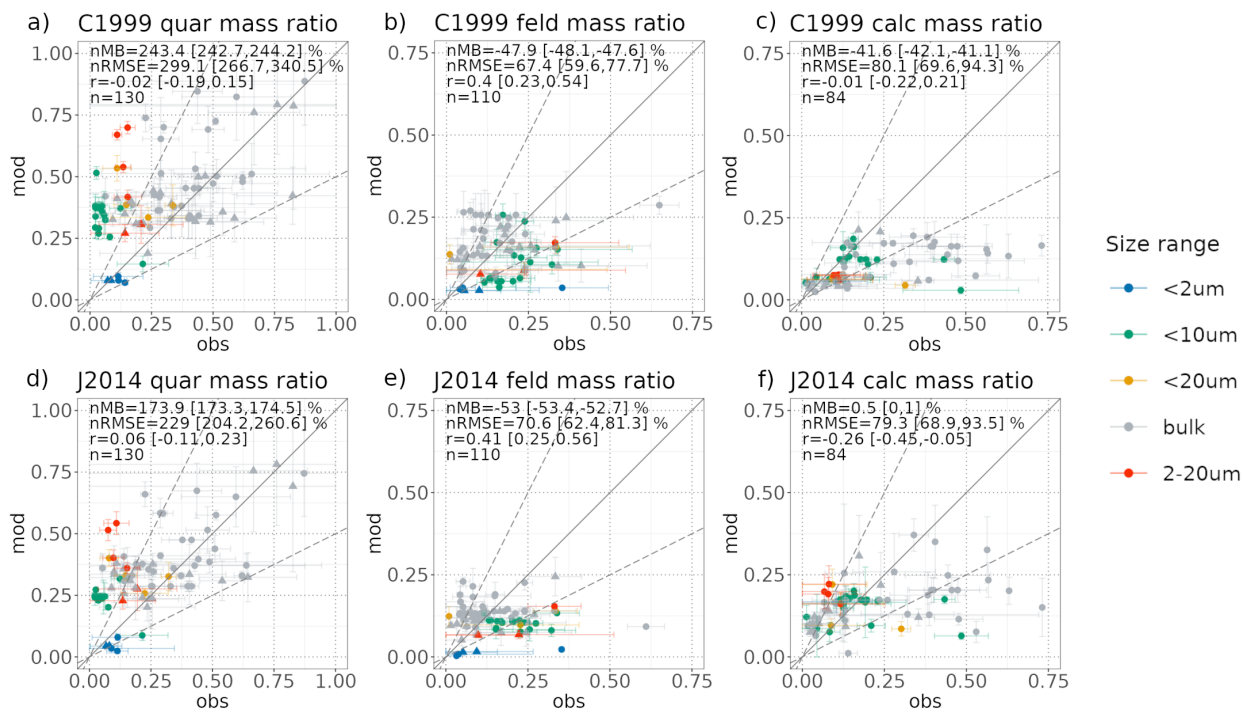 a) C1999 quar mass ratio
nMB=243.4 [242.7,244.2] %
nRMSE=299.1 [266.7,340.5] %
r=-0.02 [-0.19,0.15]
n=130
1.00
0.75
0.50
0.25
0.00
mod
0.00 0.25 0.50 0.75 1.00
obs
b) C1999 feld mass ratio
nMB=-47.9 [-48.1,-47.6] %
nRMSE=67.4 [59.6,77.7] %
r=0.4 [0.23,0.54]
n=110
0.75
0.50
0.25
0.00
mod
0.00 0.25 0.50 0.75
obs
c) C1999 calc mass ratio
nMB=-41.6 [-42.1,-41.1] %
nRMSE=80.1 [69.6,94.3] %
r=-0.01 [-0.22,0.21]
n=84
0.75
0.50
0.25
0.00
mod
0.00 0.25 0.50 0.75
obs
d) J2014 quar mass ratio
nMB=173.9 [173.3,174.5] %
nRMSE=229 [204.2,260.6] %
r=0.06 [-0.11,0.23]
n=130
1.00
0.75
0.50
0.25
0.00
mod
0.00 0.25 0.50 0.75 1.00
obs
e) J2014 feld mass ratio
nMB=-53 [-53.4,-52.7] %
nRMSE=70.6 [62.4,81.3] %
r=0.41 [0.25,0.56]
n=110
0.75
0.50
0.25
0.00
mod
0.00 0.25 0.50 0.75
obs
f) J2014 calc mass ratio
nMB=0.5 [0,1] %
nRMSE=79.3 [68.9,93.5] %
r=-0.26 [-0.45,-0.05]
n=84
0.75
0.50
0.25
0.00
mod
0.00 0.25 0.50 0.75
obs
Size range
<2um
<10um
<20um
bulk
2-20um